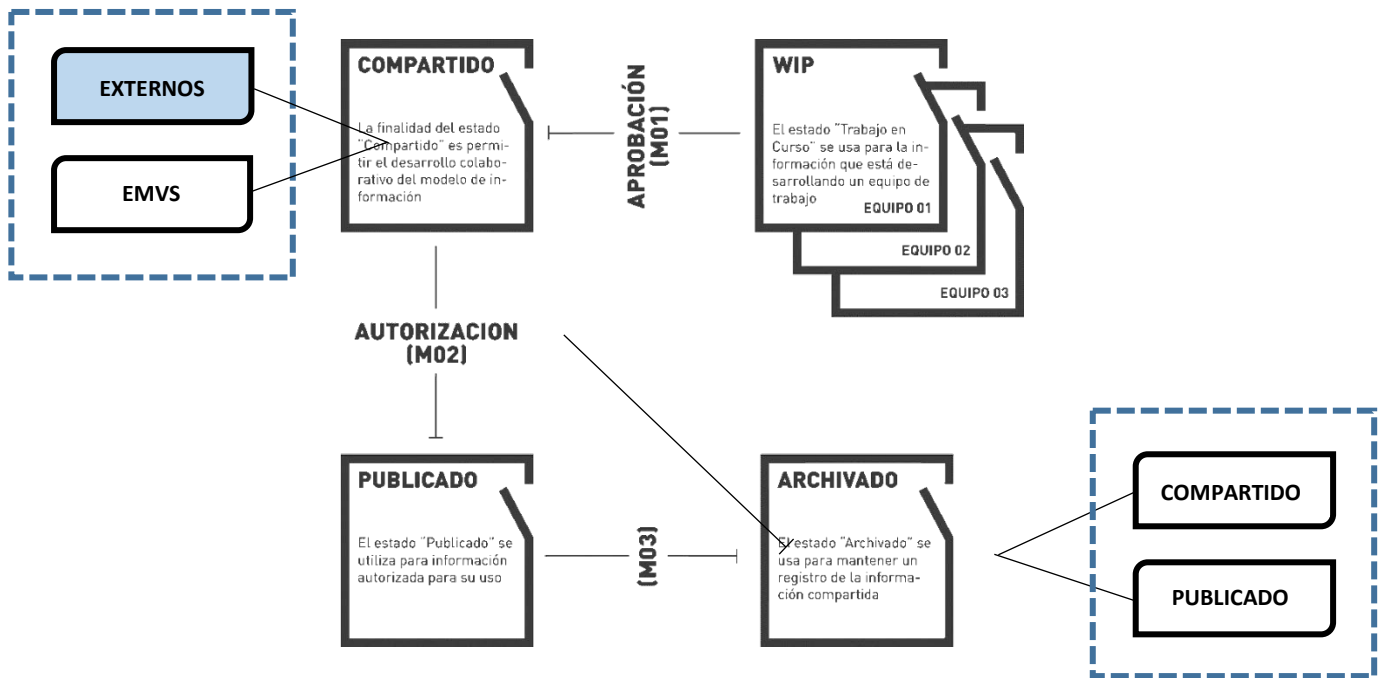 EXTERNOS
EMVS
COMPARTIDO
La finalidad del estado
"Compartido" es permi-
tir el desarrollo colabo-
rativo del modelo de in-
formación
APROBACIÓN
(M01)
WIP
El estado "Trabajo en
Curso" se usa para la in-
formación que está de-
sarrollando un equipo de
trabajo
EQUIPO 01
EQUIPO 02
EQUIPO 03
AUTORIZACION
(M02)
PUBLICADO
El estado "Publicado" se
utiliza para información
autorizada para su uso
(M03)
ARCHIVADO
El estado "Archivado" se
usa para mantener un
registro de la informa-
ción compartida
COMPARTIDO
PUBLICADO